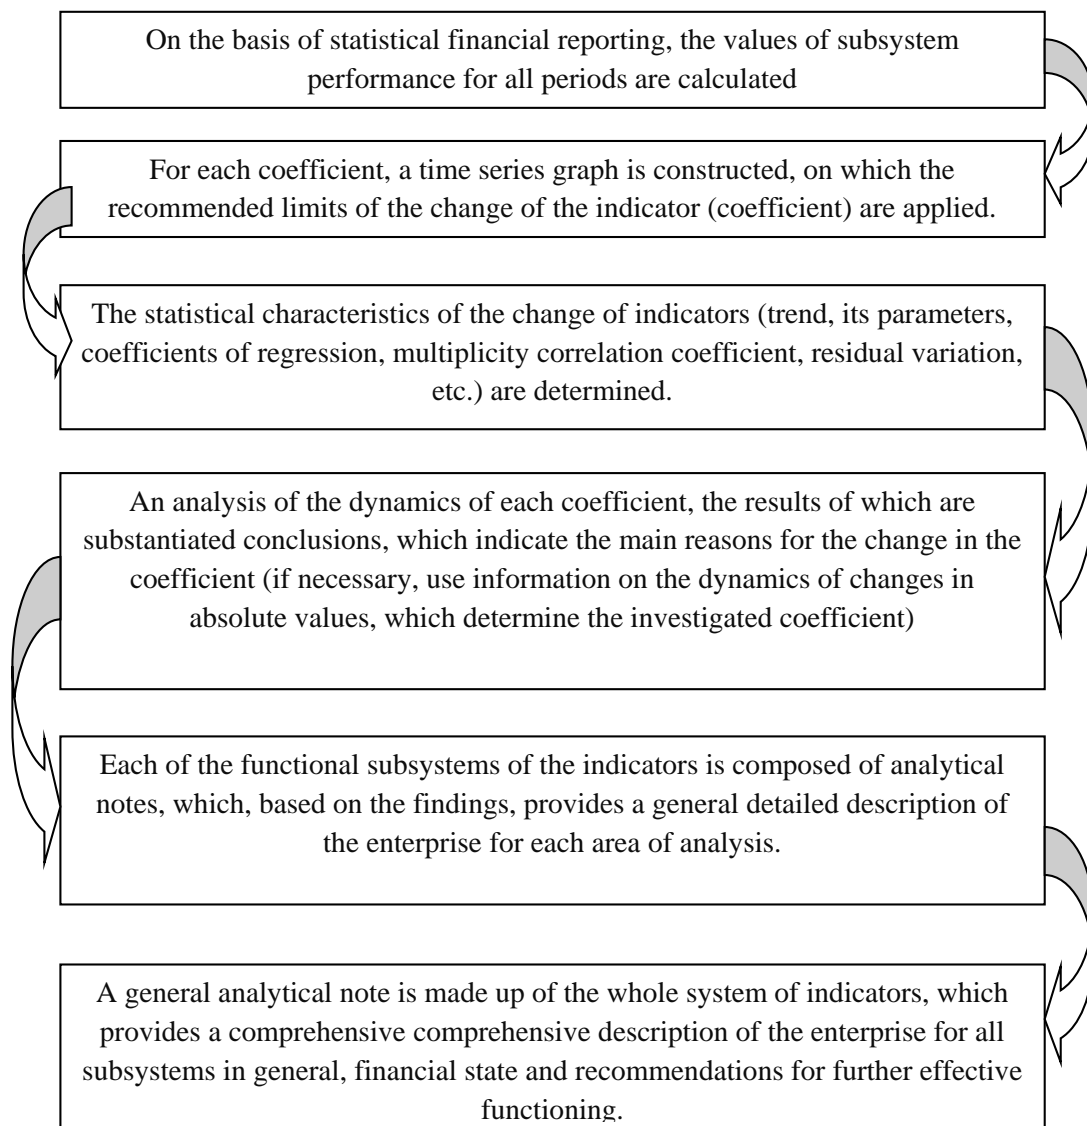 On the basis of statistical financial reporting, the values of subsystem
performance for all periods are calculated
For each coefficient, a time series graph is constructed, on which the
recommended limits of the change of the indicator (coefficient) are applied.
The statistical characteristics of the change of indicators (trend, its parameters,
coefficients of regression, multiplicity correlation coefficient, residual variation,
etc.) are determined.
An analysis of the dynamics of each coefficient, the results of which are
substantiated conclusions, which indicate the main reasons for the change in the
coefficient (if necessary, use information on the dynamics of changes in
absolute values, which determine the investigated coefficient)
Each of the functional subsystems of the indicators is composed of analytical
notes, which, based on the findings, provides a general detailed description of
the enterprise for each area of analysis.
A general analytical note is made up of the whole system of indicators, which
provides a comprehensive comprehensive description of the enterprise for all
subsystems in general, financial state and recommendations for further effective
functioning.